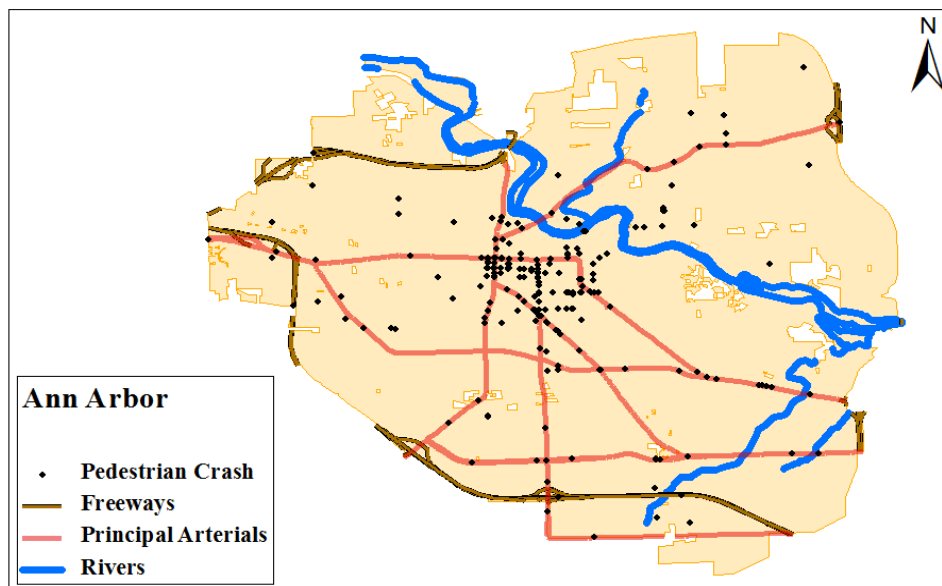 N
Ann Arbor
Pedestrian Crash
Freeways
Principal Arterials
Rivers